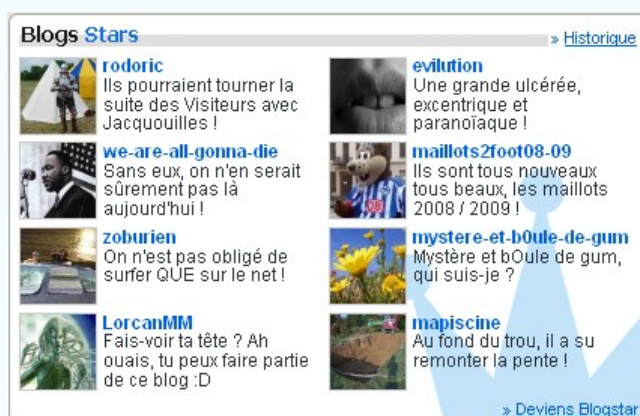 Blogs Stars
» Historique
rodoric
Ils pourraient tourner la
suite des Visiteurs avec
Jacquouilles !
evilution
Une grande ulcérée,
excentrique et
paranoïaque !
we-are-all-gonna-die
Sans eux, on n'en serait
sûrement pas là
aujourd'hui !
maillots2foot08-09
Ils sont tous nouveaux
tous beaux, les maillots
2008 / 2009 !
zoburien
On n'est pas obligé de
surfer QUE sur le net !
mystere-et-b0ule-de-gum
Mystère et bOule de gum,
qui suis-je ?
LorcanMM
Fais-voir ta tête ? Ah
ouais, tu peux faire partie
de ce blog :D
mapiscine
Au fond du trou, il a su
remonter la pente !
» Deviens Blogstar